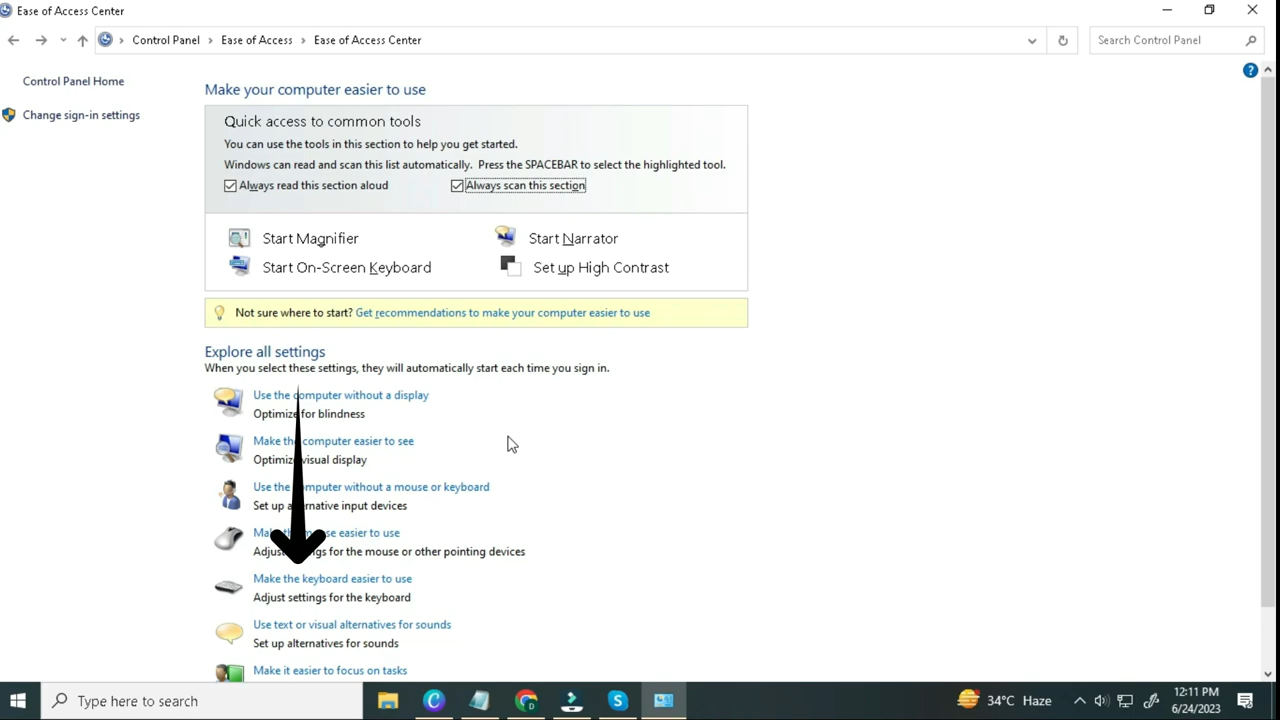 Ease of Access Center
Control Panel > Ease of Access > Ease of Access Center
Search Control Panel
Control Panel Home
Change sign-in settings
Make your computer easier to use
Quick access to common tools
You can use the tools in this section to help you get started.
Windows can read and scan this list automatically. Press the SPACEBAR to select the highlighted tool.
Always read this section aloud Always scan this section
Start Magnifier Start Narrator
Start On-Screen Keyboard Set up High Contrast
Not sure where to start? Get recommendations to make your computer easier to use
Explore all settings
When you select these settings, they will automatically start each time you sign in.
Use the computer without a display
Optimize for blindness
Make the computer easier to see
Optimize visual display
Use the computer without a mouse or keyboard
Set up alternative input devices
Make the mouse easier to use
Adjust settings for the mouse or other pointing devices
Make the keyboard easier to use
Adjust settings for the keyboard
Use text or visual alternatives for sounds
Set up alternatives for sounds
Make it easier to focus on tasks
Type here to search
34°C Haze
12:11 PM
6/24/2023